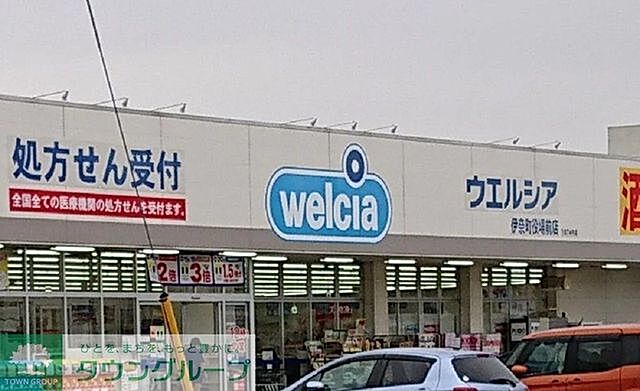 処方せん受付
全国全ての医療機関の処方せんを受付ます。
welcia
ウエルシア
伊奈町役場前店
酒
2倍
3倍
1.5倍
ひとを、まちを、もっと豊かに。
タウングループ
TOWN GROUP